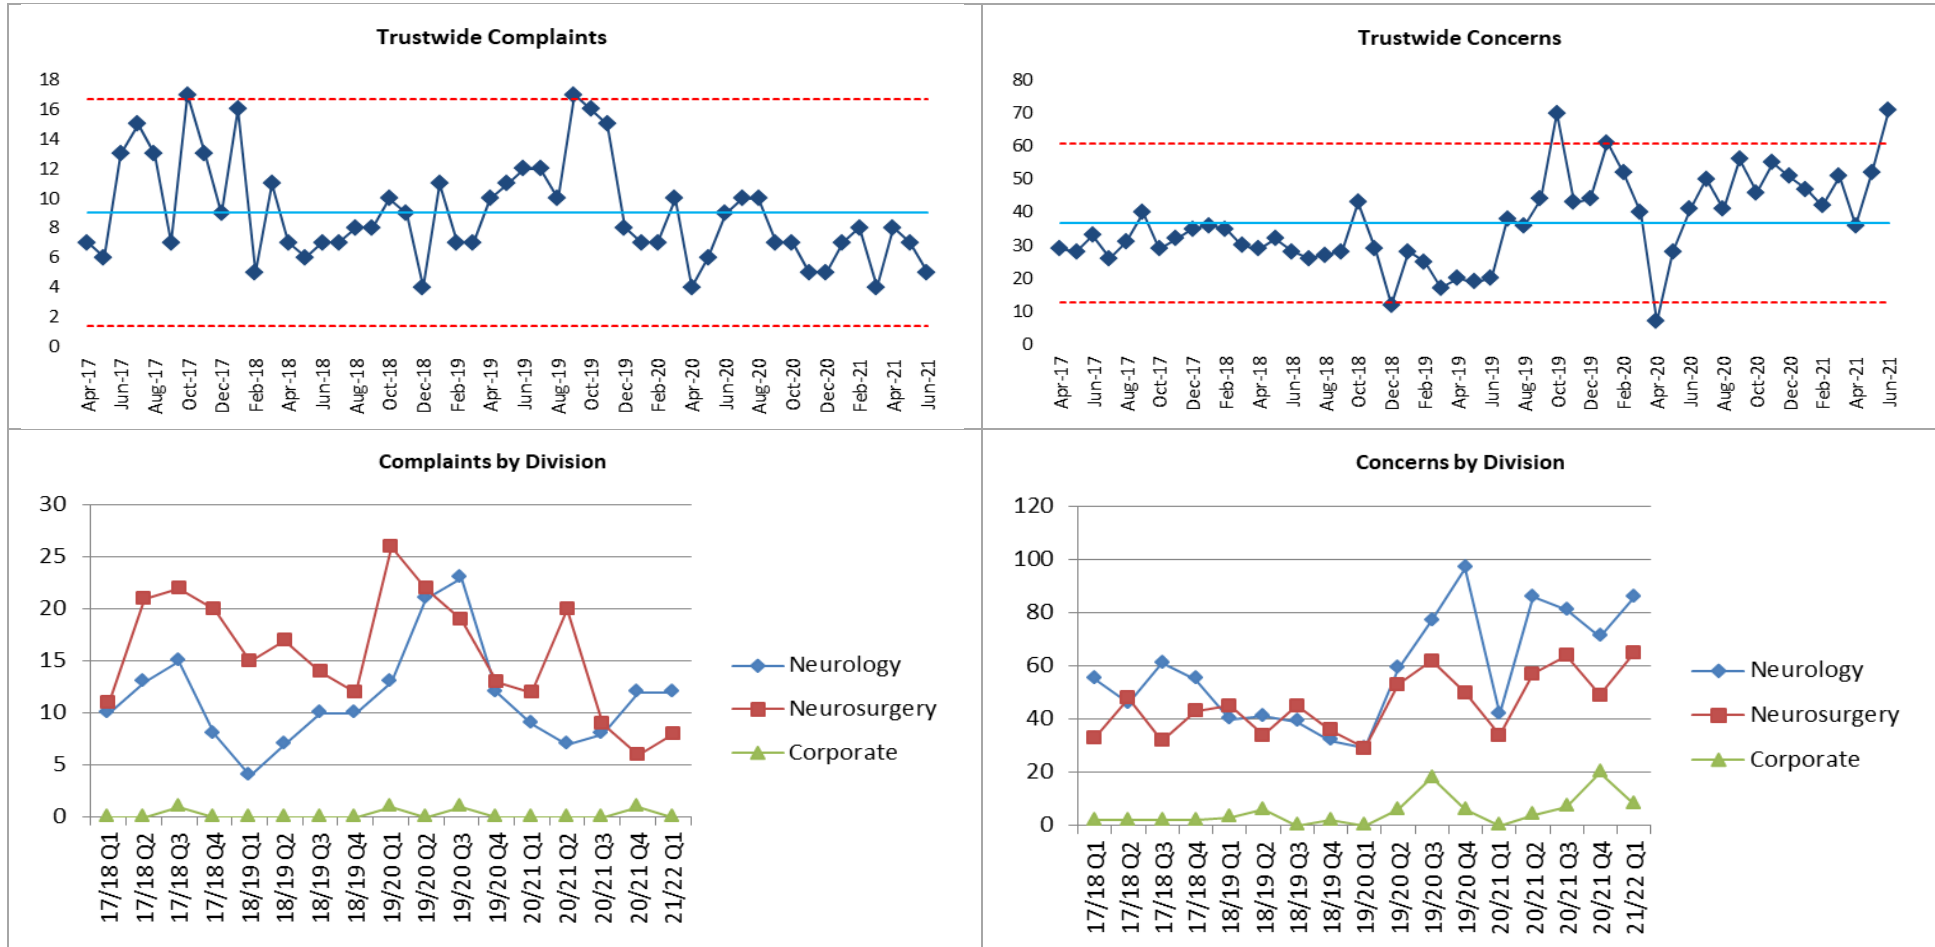 Trustwide Complaints
18
16
14
12
10
8
6
4
2
0
Apr-17
Jun-17
Aug-17
Oct-17
Dec-17
Feb-18
Apr-18
Jun-18
Aug-18
Oct-18
Dec-18
Feb-19
Apr-19
Jun-19
Aug-19
Oct-19
Dec-19
Feb-20
Apr-20
Jun-20
Aug-20
Oct-20
Dec-20
Feb-21
Apr-21
Jun-21
Trustwide Concerns
80
70
60
50
40
30
20
10
0
Apr-17
Jun-17
Aug-17
Oct-17
Dec-17
Feb-18
Apr-18
Jun-18
Aug-18
Oct-18
Dec-18
Feb-19
Apr-19
Jun-19
Aug-19
Oct-19
Dec-19
Feb-20
Apr-20
Jun-20
Aug-20
Oct-20
Dec-20
Feb-21
Apr-21
Jun-21
Complaints by Division
30
25
20
15
10
5
0
17/18 Q1
17/18 Q2
17/18 Q3
17/18 Q4
18/19 Q1
18/19 Q2
18/19 Q3
18/19 Q4
19/20 Q1
19/20 Q2
19/20 Q3
19/20 Q4
20/21 Q1
20/21 Q2
20/21 Q3
20/21 Q4
21/22 Q1
Neurology
Neurosurgery
Corporate
Concerns by Division
120
100
80
60
40
20
0
17/18 Q1
17/18 Q2
17/18 Q3
17/18 Q4
18/19 Q1
18/19 Q2
18/19 Q3
18/19 Q4
19/20 Q1
19/20 Q2
19/20 Q3
19/20 Q4
20/21 Q1
20/21 Q2
20/21 Q3
20/21 Q4
21/22 Q1
Neurology
Neurosurgery
Corporate